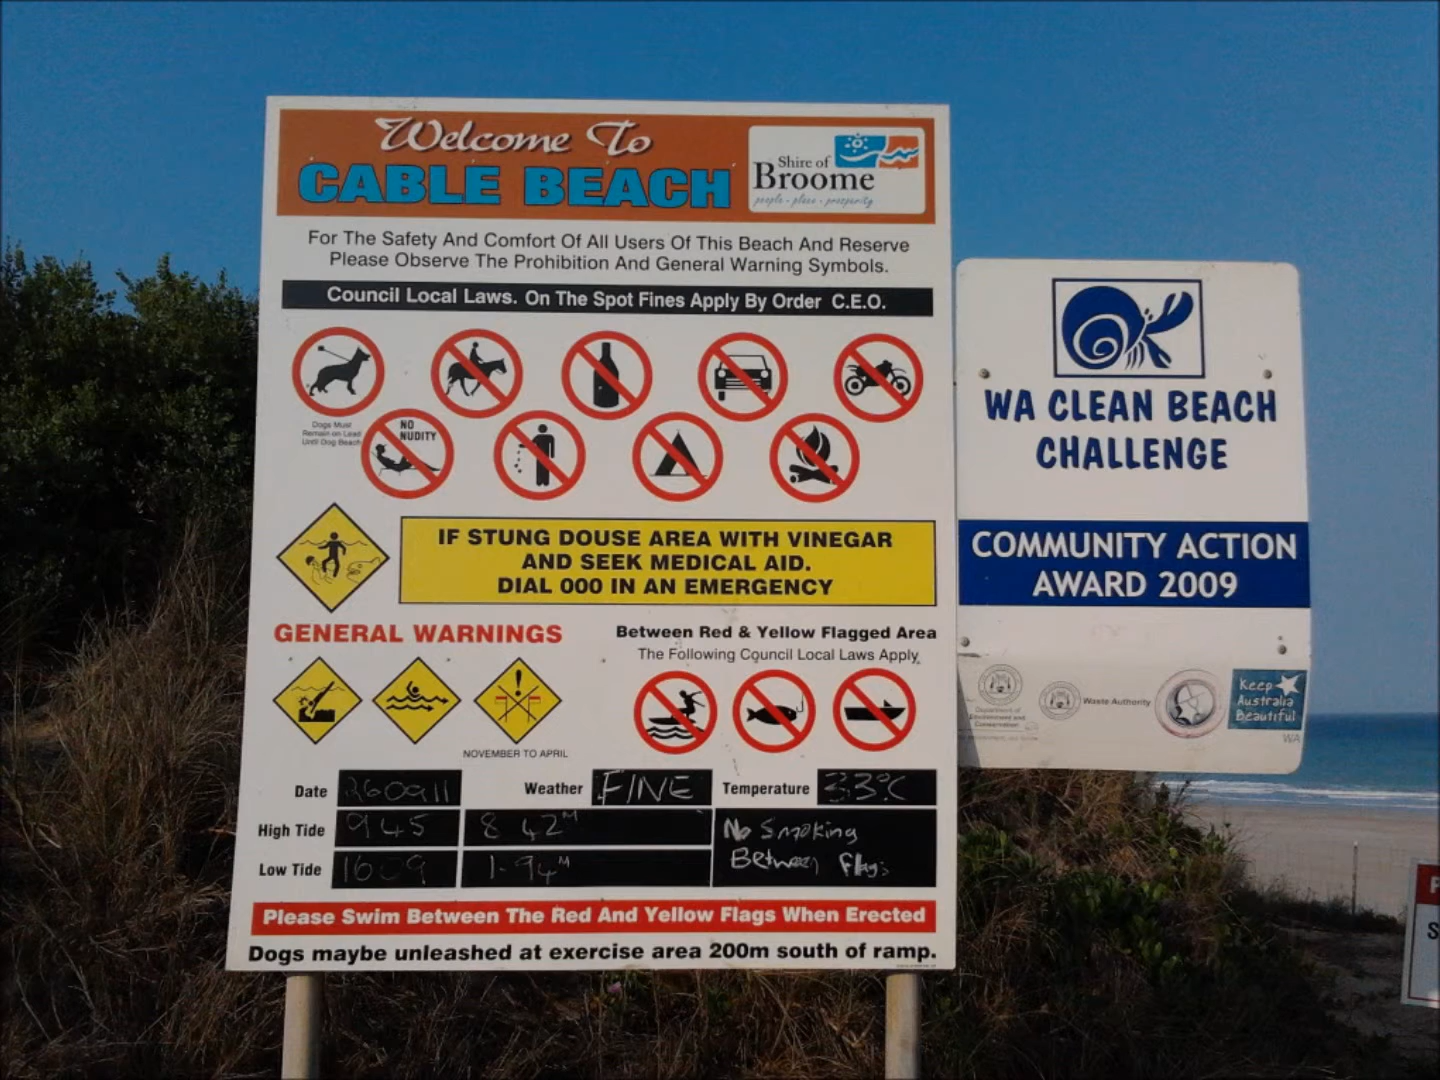 Welcome To
CABLE BEACH
Shire of
Broome
people · place · prosperity
For The Safety And Comfort Of All Users Of This Beach And Reserve
Please Observe The Prohibition And General Warning Symbols.
Council Local Laws. On The Spot Fines Apply By Order C.E.O.
Dogs Must
Remain on Lead
Until Dog Beach
NO
NUDITY
IF STUNG DOUSE AREA WITH VINEGAR
AND SEEK MEDICAL AID.
DIAL 000 IN AN EMERGENCY
GENERAL WARNINGS
NOVEMBER TO APRIL
Between Red & Yellow Flagged Area
The Following Council Local Laws Apply
Date 260911 Weather FINE Temperature 33°C
High Tide 945 8 42M
Low Tide 1609 1.94M
No Smoking
Between Flags
Please Swim Between The Red And Yellow Flags When Erected
Dogs maybe unleashed at exercise area 200m south of ramp.
WA CLEAN BEACH
CHALLENGE
COMMUNITY ACTION
AWARD 2009
Department of
Environment and
Conservation
Waste Authority
Keep
Australia
Beautiful
WA